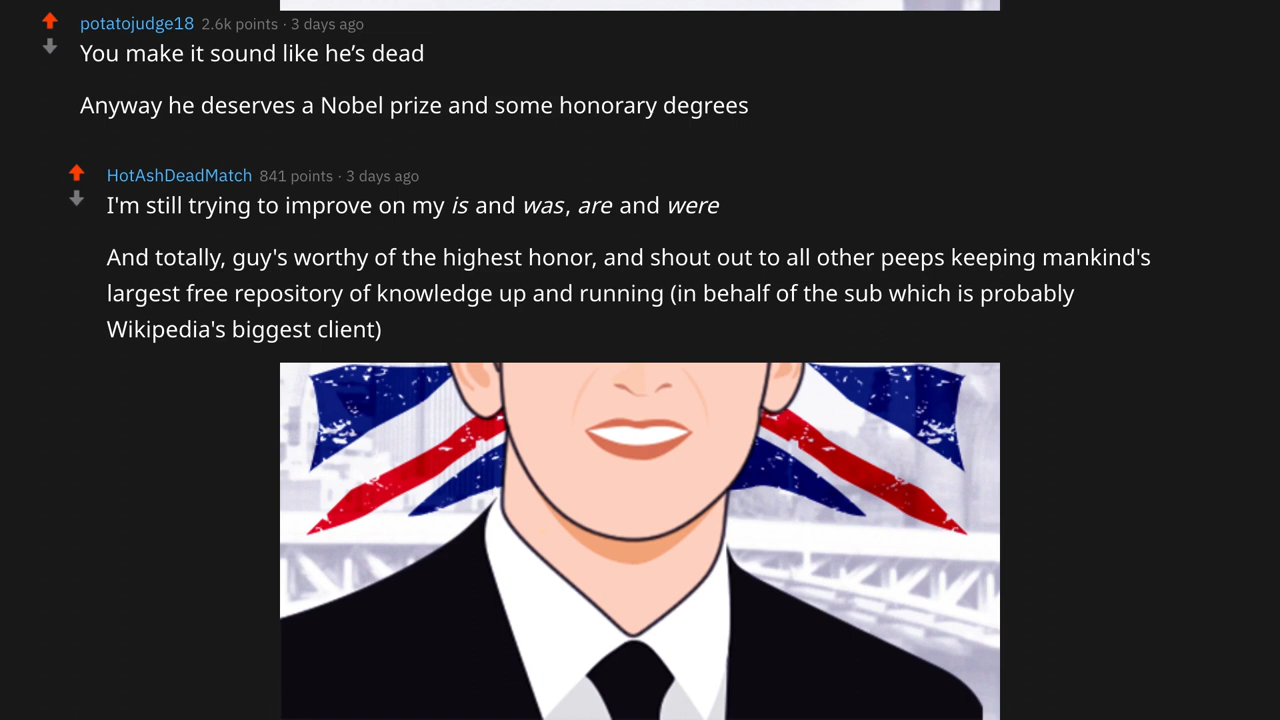 potatojudge18 2.6k points · 3 days ago
You make it sound like he’s dead
Anyway he deserves a Nobel prize and some honorary degrees
HotAshDeadMatch 841 points · 3 days ago
I'm still trying to improve on my is and was, are and were
And totally, guy's worthy of the highest honor, and shout out to all other peeps keeping mankind's
largest free repository of knowledge up and running (in behalf of the sub which is probably
Wikipedia's biggest client)